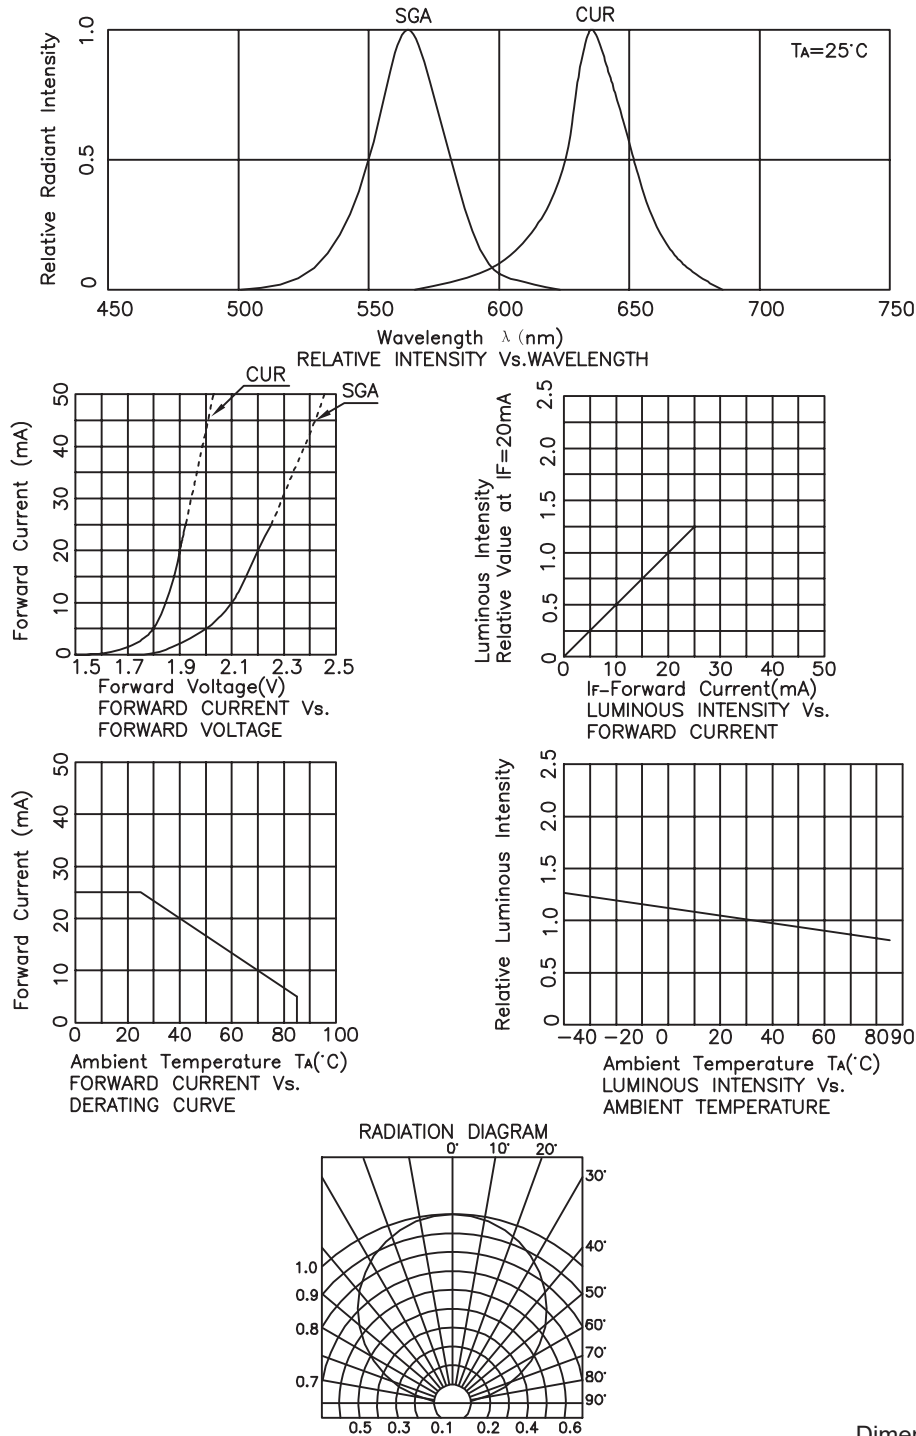 SGA CUR
1.0
TA=25°C
Relative Radiant Intensity
0.5
0
450 500 550 600 650 700 750
Wavelength λ (nm)
RELATIVE INTENSITY Vs.WAVELENGTH
CUR
SGA
Forward Current (mA)
50
40
30
20
10
0
1.5 1.7 1.9 2.1 2.3 2.5
Forward Voltage(V)
FORWARD CURRENT Vs.
FORWARD VOLTAGE
Luminous Intensity
Relative Value at IF=20mA
2.5
2.0
1.5
1.0
0.5
0
0 10 20 30 40 50
IF-Forward Current(mA)
LUMINOUS INTENSITY Vs.
FORWARD CURRENT
Forward Current (mA)
50
40
30
20
10
0
0 20 40 60 80 100
Ambient Temperature TA(°C)
FORWARD CURRENT Vs.
DERATING CURVE
Relative Luminous Intensity
2.5
2.0
1.5
1.0
0.5
0
-40 -20 0 20 40 60 80 90
Ambient Temperature TA(°C)
LUMINOUS INTENSITY Vs.
AMBIENT TEMPERATURE
RADIATION DIAGRAM
0° 10° 20°
30°
40°
50°
60°
70°
80°
90°
1.0
0.9
0.8
0.7
0.5 0.3 0.1 0.2 0.4 0.6